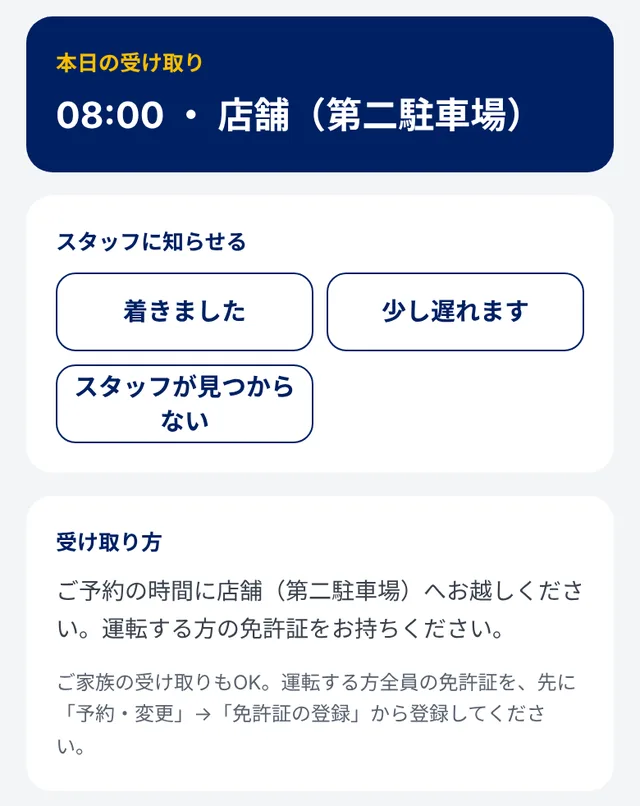 本日の受け取り
08:00 ・ 店舗（第二駐車場）
スタッフに知らせる
着きました
少し遅れます
スタッフが見つから
ない
受け取り方
ご予約の時間に店舗（第二駐車場）へお越しくださ
い。運転する方の免許証をお持ちください。
ご家族の受け取りもOK。運転する方全員の免許証を、先に
「予約・変更」→「免許証の登録」から登録してくださ
い。